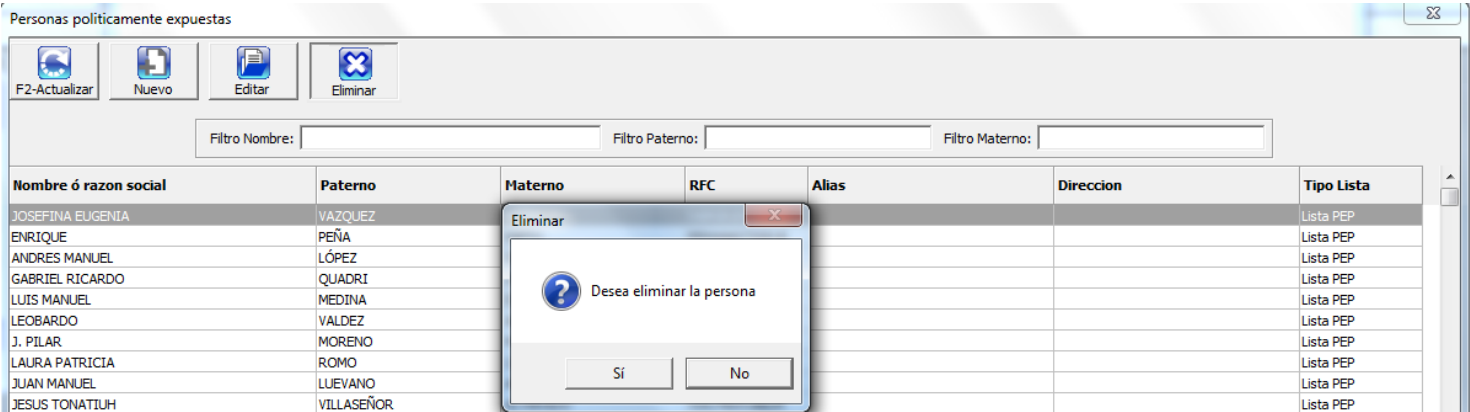 Personas politicamente expuestas
F2-Actualizar Nuevo Editar Eliminar
Filtro Nombre: Filtro Paterno: Filtro Materno:
Nombre ó razon social Paterno Materno RFC Alias Direccion Tipo Lista
JOSEFINA EUGENIA VAZQUEZ Lista PEP
ENRIQUE PEÑA Lista PEP
ANDRES MANUEL LÓPEZ Lista PEP
GABRIEL RICARDO QUADRI Lista PEP
LUIS MANUEL MEDINA Lista PEP
LEOBARDO VALDEZ Lista PEP
J. PILAR MORENO Lista PEP
LAURA PATRICIA ROMO Lista PEP
JUAN MANUEL LUEVANO Lista PEP
JESUS TONATIUH VILLASEÑOR Lista PEP
Eliminar
Desea eliminar la persona
Sí No